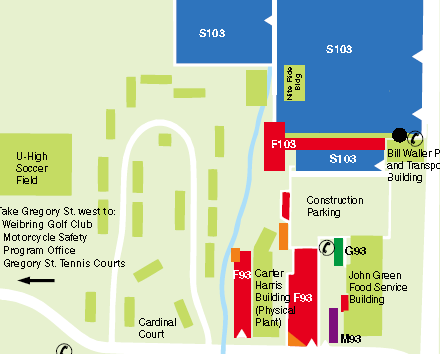 S103
S103
Nite Ride
Bldg
F103
S103
Bill Waller P
and Transpo
Building
U-High
Soccer
Field
Construction
Parking
Take Gregory St. west to:
Weibring Golf Club
Motorcycle Safety
Program Office
Gregory St. Tennis Courts
G93
F93
Carter
Harris
Building
(Physical
Plant)
F93
John Green
Food Service
Building
Cardinal
Court
M93